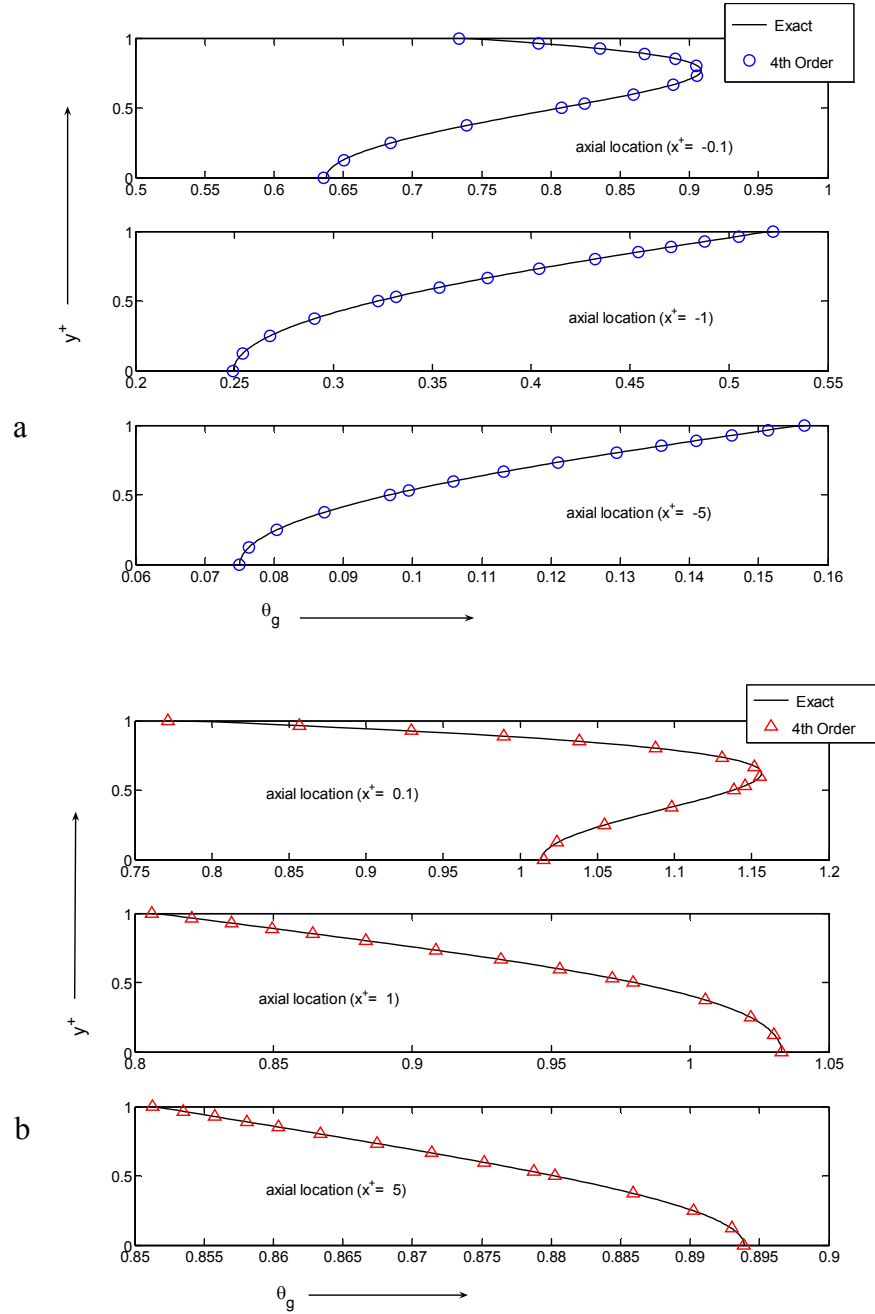 Exact
4th Order
1
0.5
0
axial location (x+= -0.1)
0.5 0.55 0.6 0.65 0.7 0.75 0.8 0.85 0.9 0.95 1
1
0.5
0
axial location (x+= -1)
0.2 0.25 0.3 0.35 0.4 0.45 0.5 0.55
y+
a
1
0.5
0
axial location (x+= -5)
0.06 0.07 0.08 0.09 0.1 0.11 0.12 0.13 0.14 0.15 0.16
θg
Exact
4th Order
1
0.5
0
axial location (x+= 0.1)
0.75 0.8 0.85 0.9 0.95 1 1.05 1.1 1.15 1.2
1
0.5
0
axial location (x+= 1)
0.8 0.85 0.9 0.95 1 1.05
y+
b
1
0.5
0
axial location (x+= 5)
0.85 0.855 0.86 0.865 0.87 0.875 0.88 0.885 0.89 0.895 0.9
θg